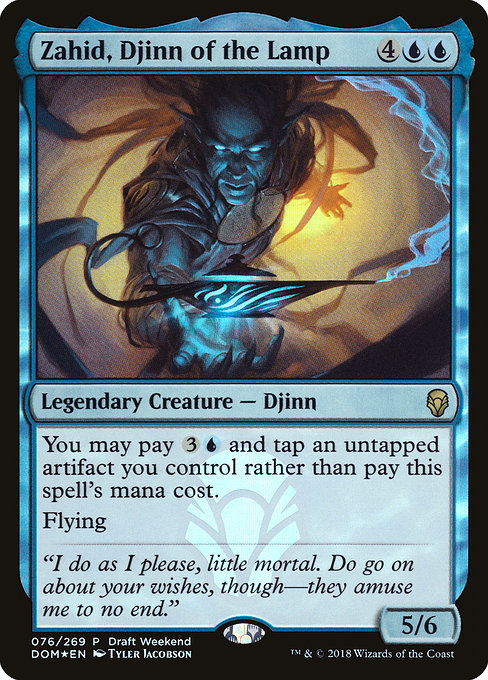 Zahid, Djinn of the Lamp 4
Legendary Creature — Djinn
You may pay 3 and tap an untapped
artifact you control rather than pay this
spell's mana cost.
Flying
“I do as I please, little mortal. Do go on
about your wishes, though—they amuse
me to no end.”
5/6
076/269 P Draft Weekend
DOM★EN Tyler Jacobson
™ & © 2018 Wizards of the Coast